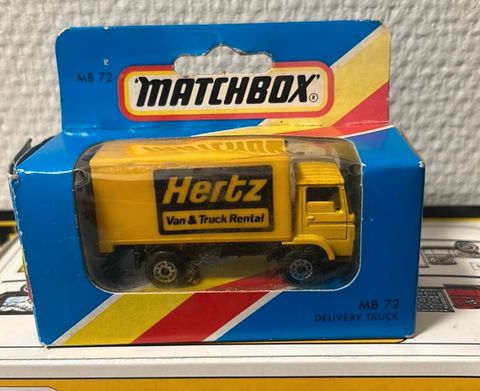 MB 72
MATCHBOX®
Hertz
Van & Truck Rental
MB 72
DELIVERY TRUCK